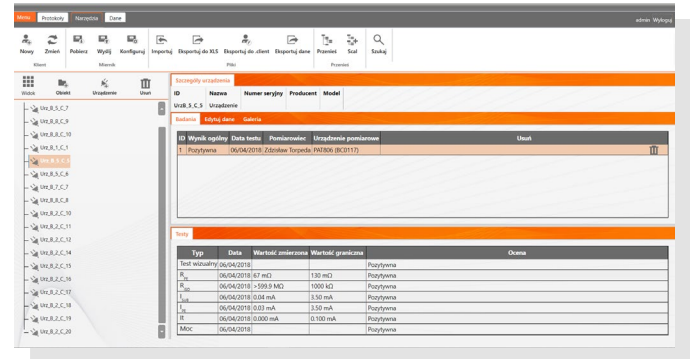 Menu Protokoły Narzędzia Dane admin Wyloguj
Nowy Zmień Pobierz Wyślij Konfiguruj Importuj Eksportuj do XLS Eksportuj do .client Eksportuj dane Przenieś Scal Szukaj
Klient Miernik Pliki Przenieś
Widok Obiekt Urządzenie Usuń
Szczegóły urządzenia
ID Nazwa Numer seryjny Producent Model
UrzB_5_C_5 Urządzenie
Badania Edytuj dane Galeria
ID Wynik ogólny Data testu Pomiarowiec Urządzenie pomiarowe Usuń
1 Pozytywna 06/04/2018 Zdzisław Torpeda PAT806 (BC0117)
Urz_B_5_C_7
Urz_B_8_C_9
Urz_B_8_C_10
Urz_B_1_C_1
Urz_B_5_C_5
Urz_B_5_C_6
Urz_B_7_C_7
Urz_B_8_C_8
Urz_B_2_C_10
Urz_B_2_C_11
Urz_B_2_C_12
Urz_B_2_C_14
Urz_B_2_C_15
Urz_B_2_C_16
Urz_B_2_C_17
Urz_B_2_C_18
Urz_B_2_C_19
Urz_B_2_C_20
Testy
Typ Data Wartość zmierzona Wartość graniczna Ocena
Test wizualny 06/04/2018 Pozytywna
R 06/04/2018 67 mΩ 130 mΩ Pozytywna
R 06/04/2018 >599.9 MΩ 1000 kΩ Pozytywna
I 06/04/2018 0.04 mA 3.50 mA Pozytywna
I 06/04/2018 0.03 mA 3.50 mA Pozytywna
It 06/04/2018 0.000 mA 0.100 mA Pozytywna
Moc 06/04/2018 Pozytywna